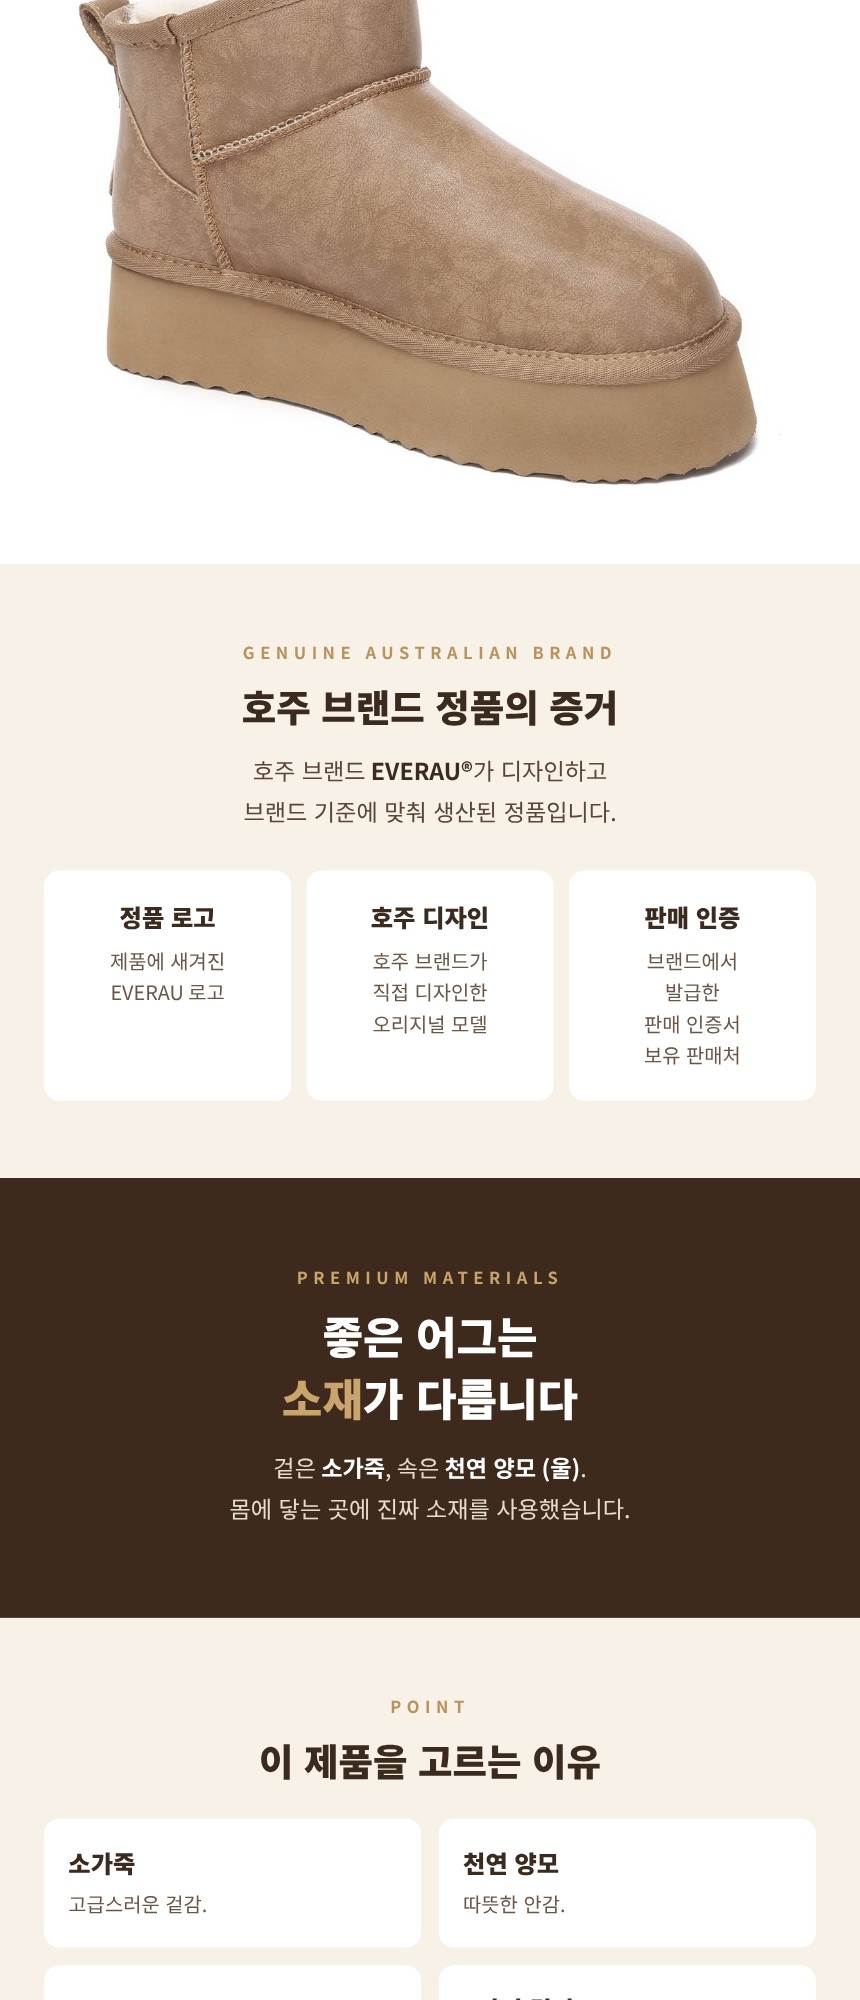 GENUINE AUSTRALIAN BRAND
호주 브랜드 정품의 증거
호주 브랜드 EVERAU®가 디자인하고
브랜드 기준에 맞춰 생산된 정품입니다.
정품 로고
제품에 새겨진
EVERAU 로고
호주 디자인
호주 브랜드가
직접 디자인한
오리지널 모델
판매 인증
브랜드에서
발급한
판매 인증서
보유 판매처
PREMIUM MATERIALS
좋은 어그는
소재가 다릅니다
겉은 소가죽, 속은 천연 양모 (울).
몸에 닿는 곳에 진짜 소재를 사용했습니다.
POINT
이 제품을 고르는 이유
소가죽
고급스러운 겉감.
천연 양모
따뜻한 안감.